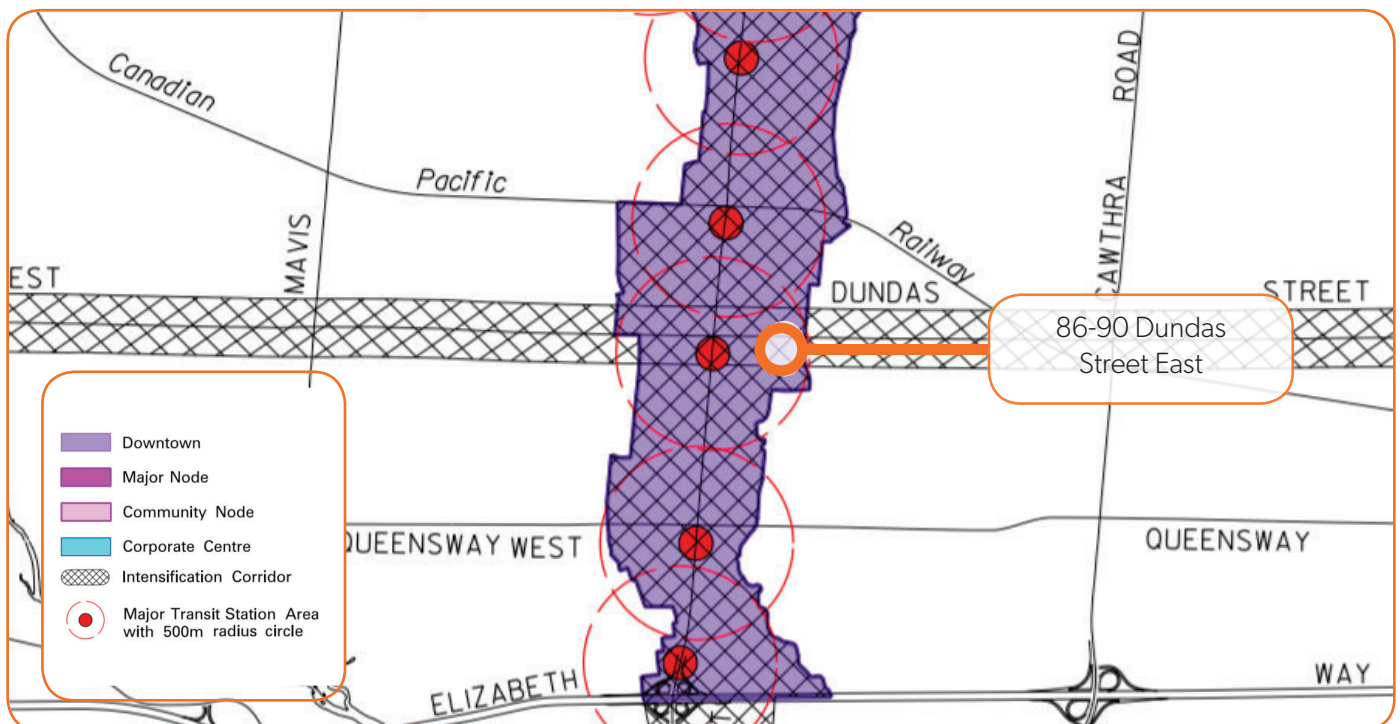 Canadian
Pacific
Railway
MAVIS
CAWTHRA ROAD
EST
DUNDAS
STREET
86-90 Dundas
Street East
Downtown
Major Node
Community Node
Corporate Centre
Intensification Corridor
Major Transit Station Area
with 500m radius circle
QUEENSWAY WEST
QUEENSWAY
ELIZABETH
WAY